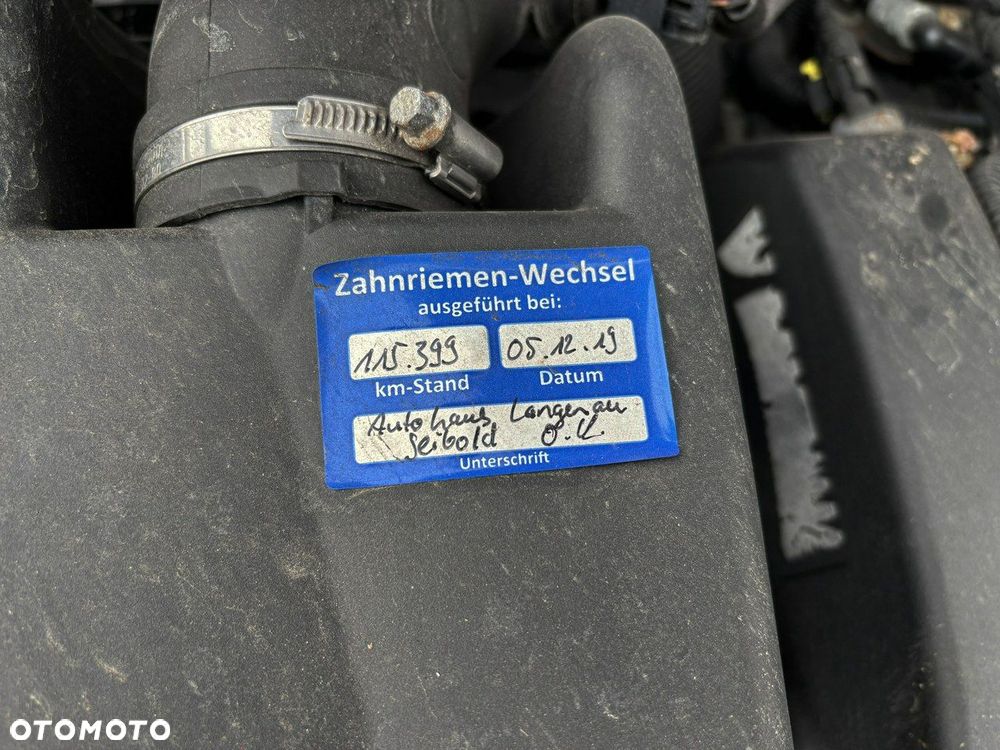 Zahnriemen-Wechsel
ausgeführt bei:
115.399 05.12.19
km-Stand Datum
Autohaus Langenau
Seibold O.K.
Unterschrift
OTOMOTO